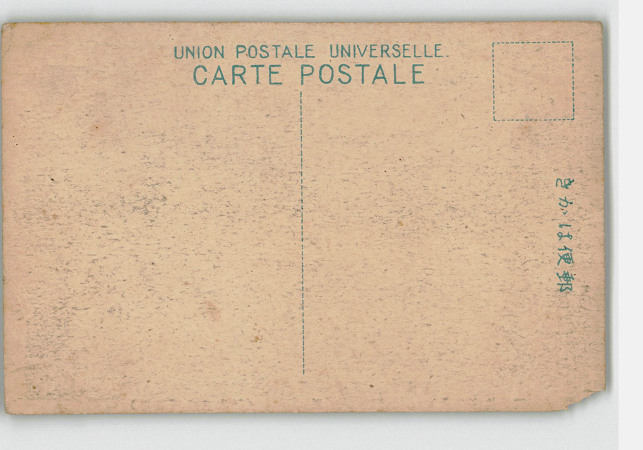 UNION POSTALE UNIVERSELLE.
CARTE POSTALE
きかは便郵